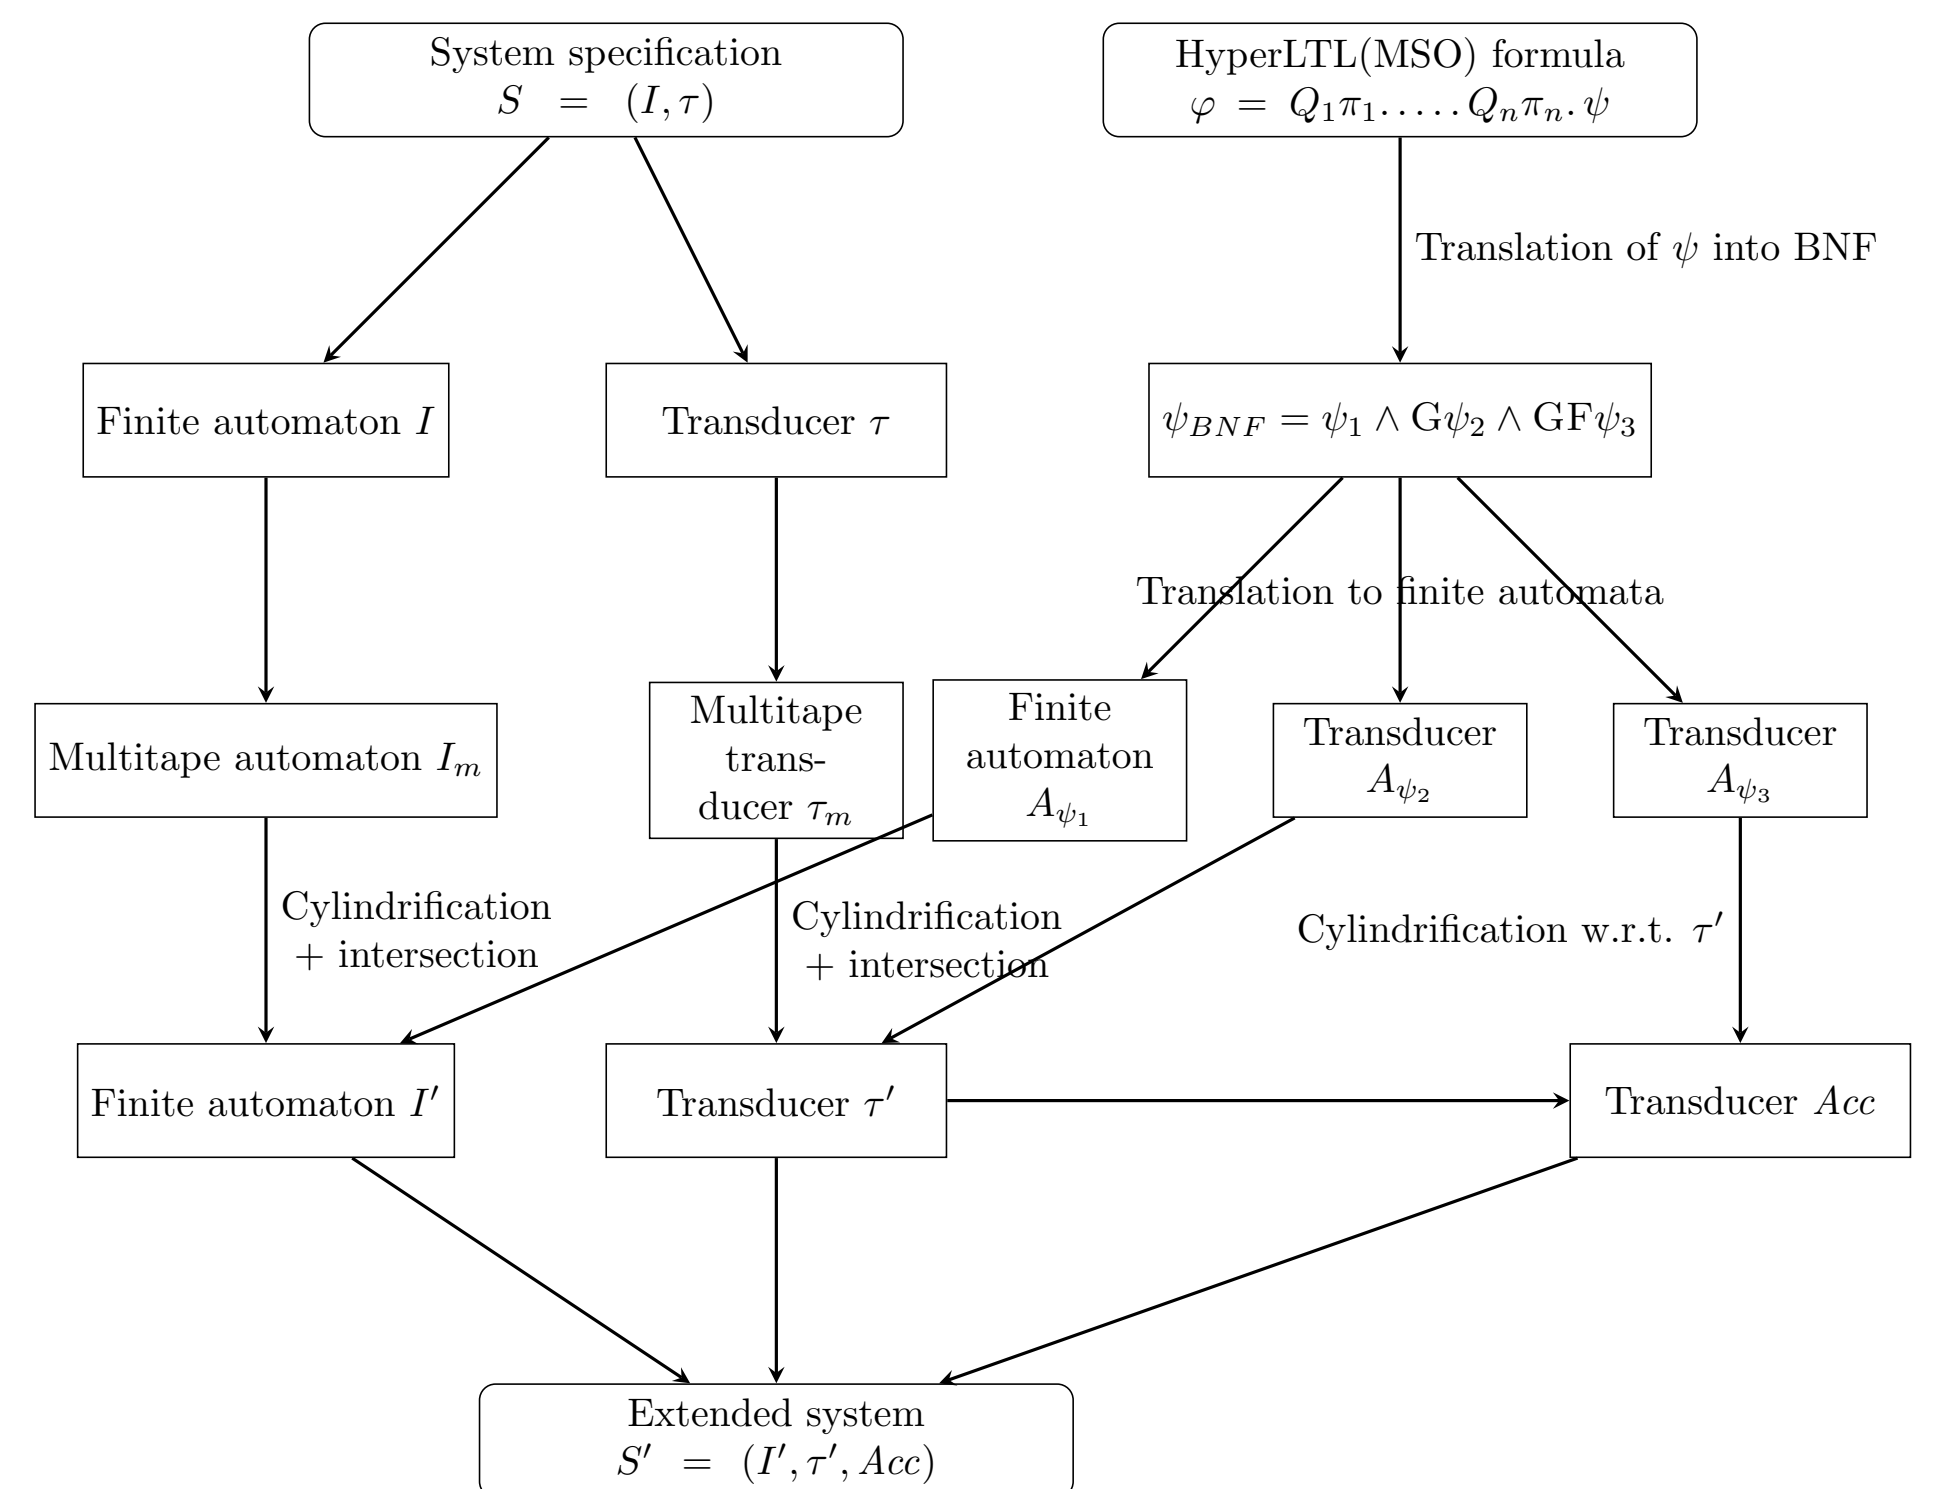 System specification
S = (I, τ)
HyperLTL(MSO) formula
φ = Q₁π₁.....Qₙπₙ. ψ
Translation of ψ into BNF
Finite automaton I
Transducer τ
ψ_BNF = ψ₁ ∧ Gψ₂ ∧ GFψ₃
Translation to finite automata
Multitape automaton Iₘ
Multitape
trans-
ducer τₘ
Finite
automaton
A_ψ₁
Transducer
A_ψ₂
Transducer
A_ψ₃
Cylindrification
+ intersection
Cylindrification
+ intersection
Cylindrification w.r.t. τ′
Finite automaton I′
Transducer τ′
Transducer Acc
Extended system
S′ = (I′, τ′, Acc)